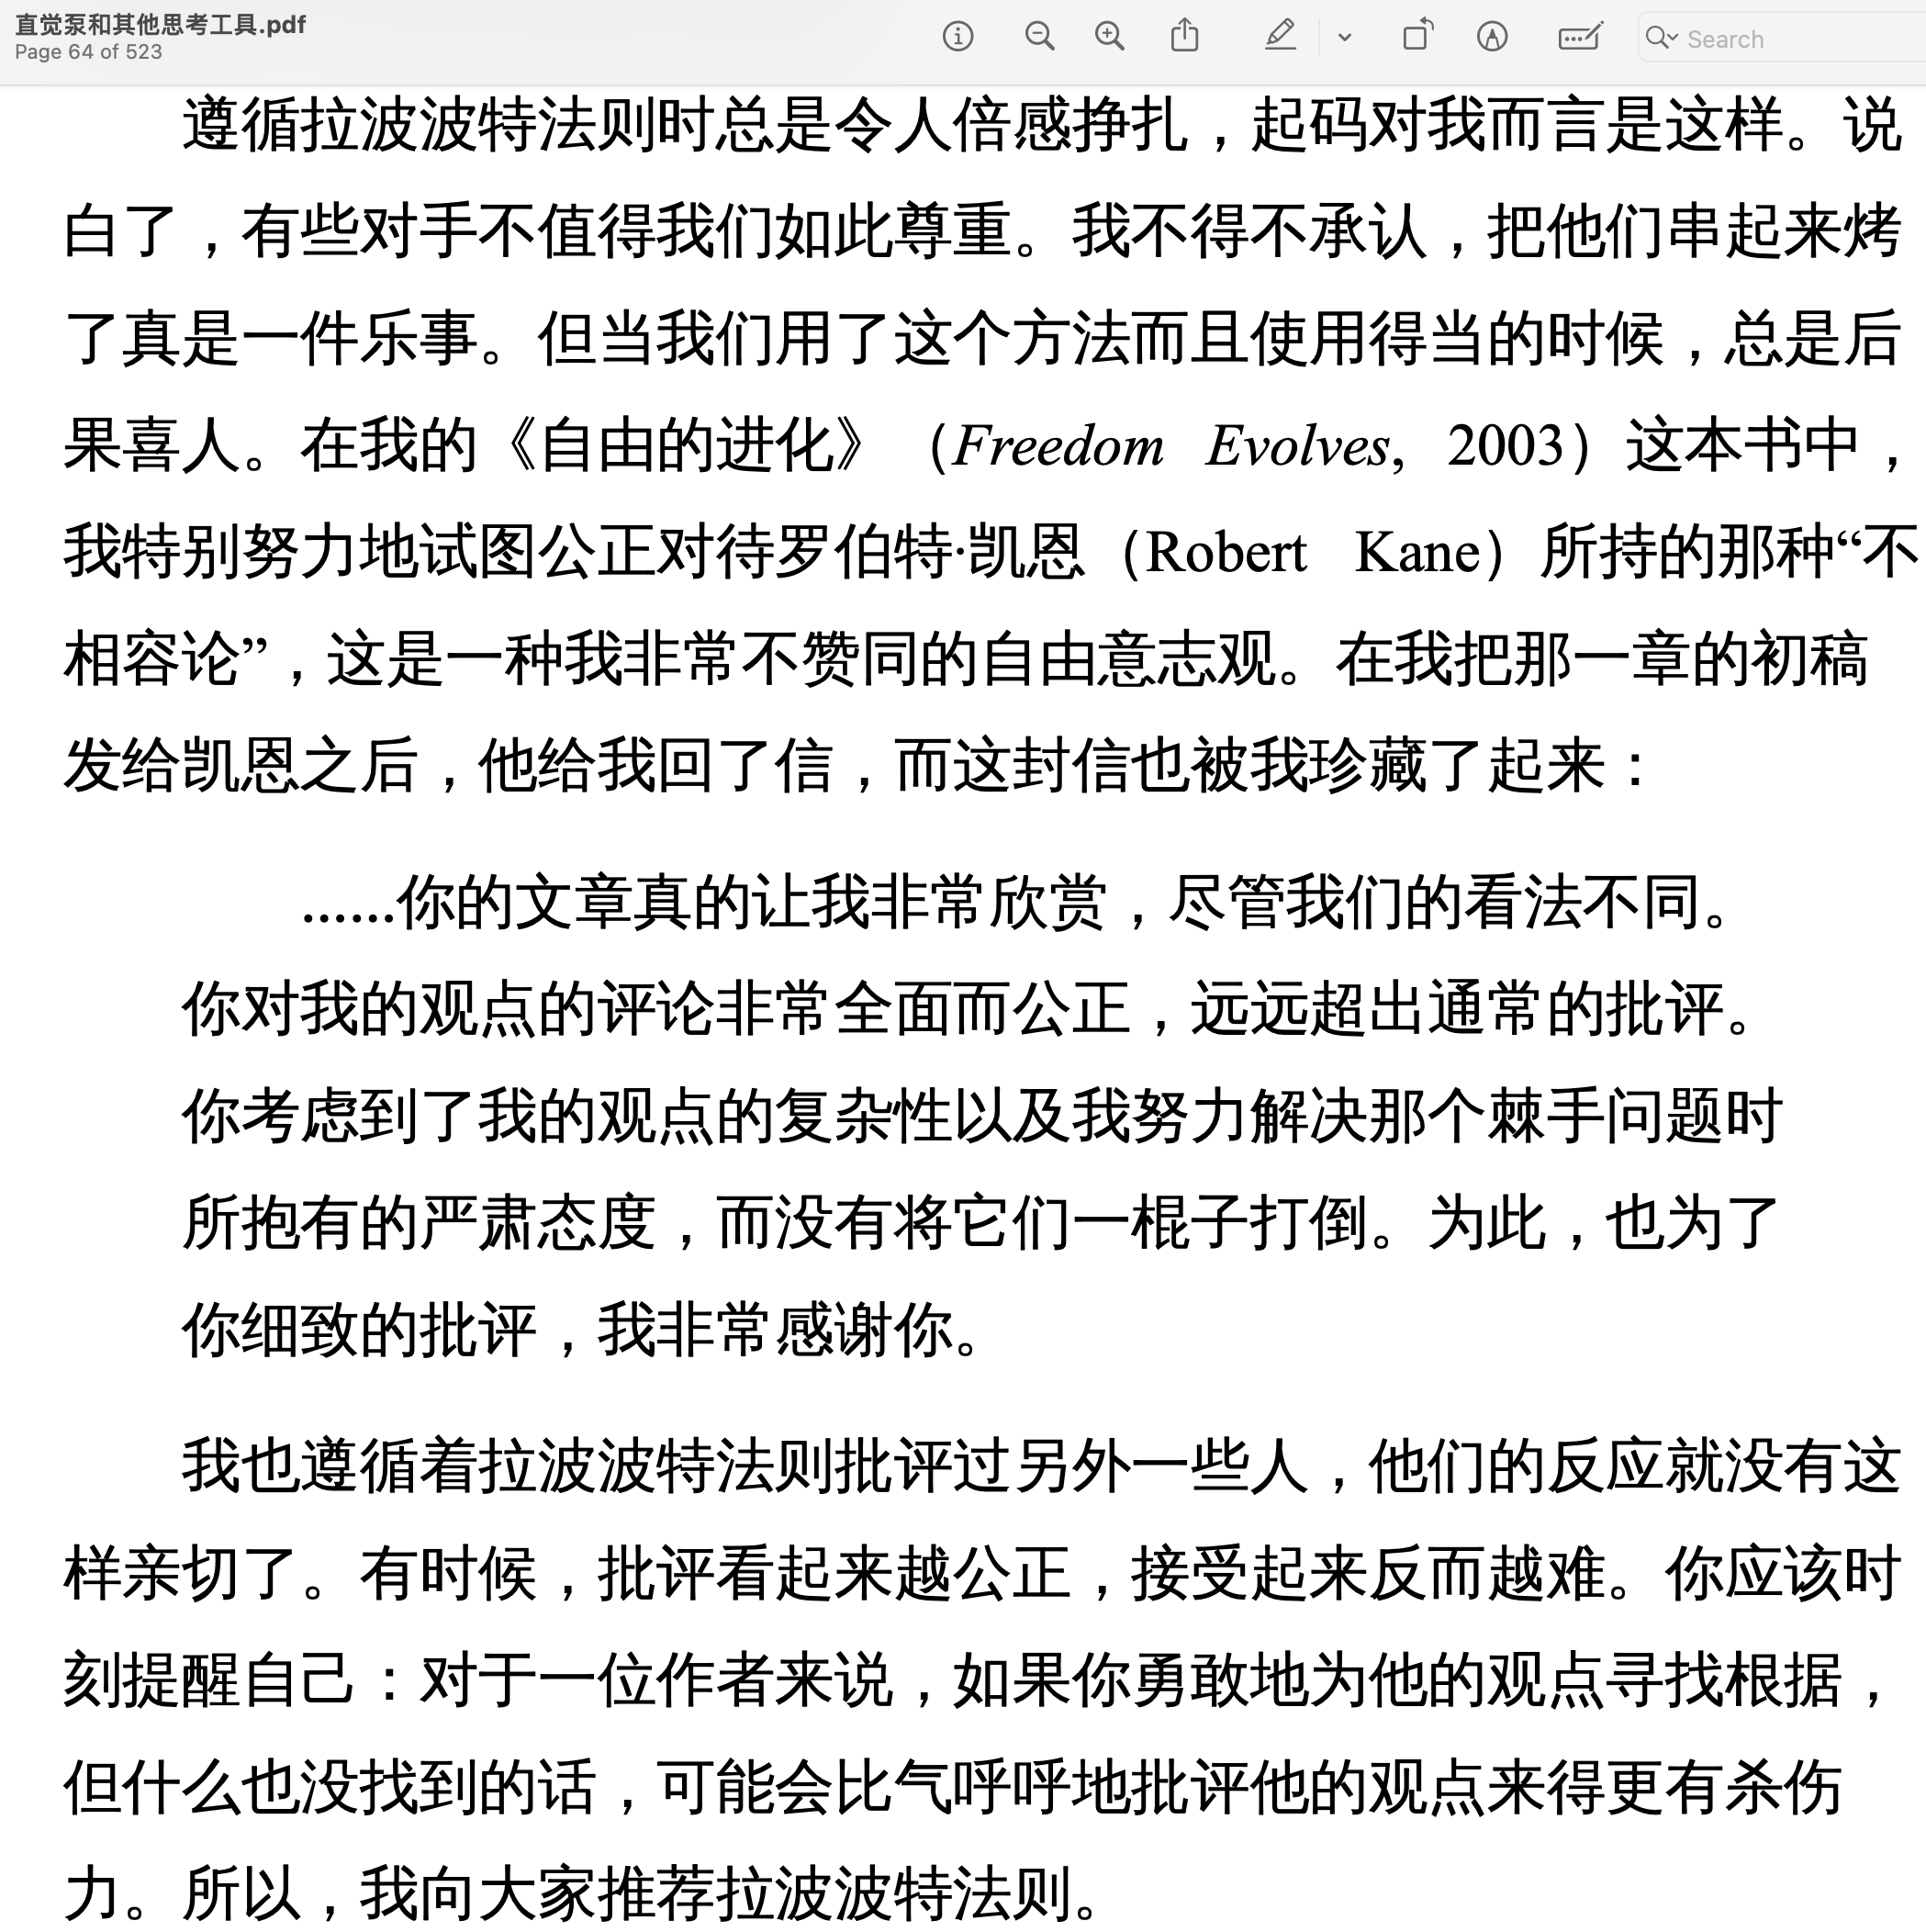 直觉泵和其他思考工具.pdf
Page 64 of 523
Search
遵循拉波波特法则时总是令人倍感挣扎，起码对我而言是这样。说
白了，有些对手不值得我们如此尊重。我不得不承认，把他们串起来烤
了真是一件乐事。但当我们用了这个方法而且使用得当的时候，总是后
果喜人。在我的《自由的进化》（Freedom Evolves, 2003）这本书中，
我特别努力地试图公正对待罗伯特·凯恩（Robert Kane）所持的那种“不
相容论”，这是一种我非常不赞同的自由意志观。在我把那一章的初稿
发给凯恩之后，他给我回了信，而这封信也被我珍藏了起来：
......你的文章真的让我非常欣赏，尽管我们的看法不同。
你对我的观点的评论非常全面而公正，远远超出通常的批评。
你考虑到了我的观点的复杂性以及我努力解决那个棘手问题时
所抱有的严肃态度，而没有将它们一棍子打倒。为此，也为了
你细致的批评，我非常感谢你。
我也遵循着拉波波特法则批评过另外一些人，他们的反应就没有这
样亲切了。有时候，批评看起来越公正，接受起来反而越难。你应该时
刻提醒自己：对于一位作者来说，如果你勇敢地为他的观点寻找根据，
但什么也没找到的话，可能会比气呼呼地批评他的观点来得更有杀伤
力。所以，我向大家推荐拉波波特法则。